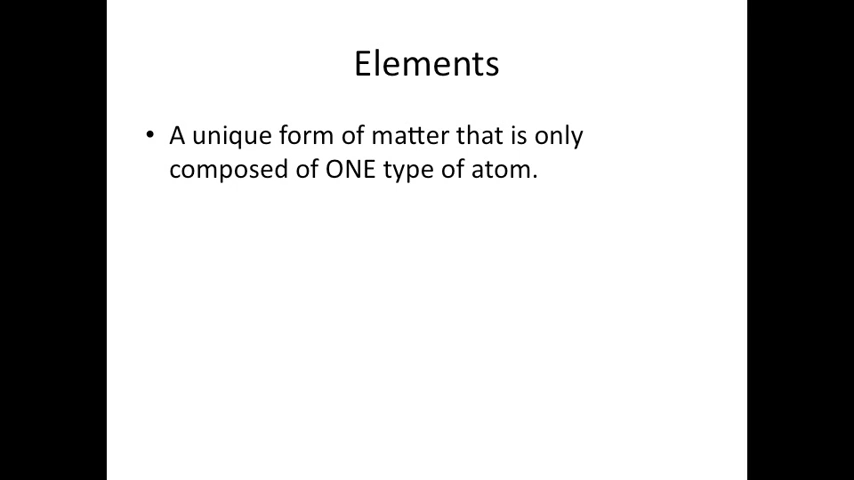 Elements
• A unique form of matter that is only
composed of ONE type of atom.